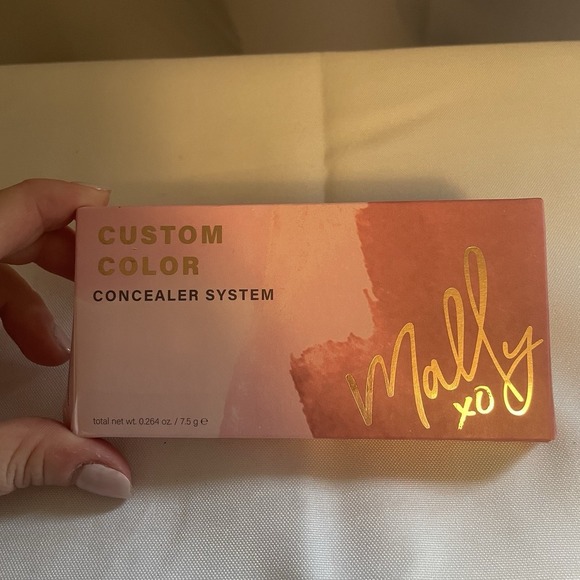 CUSTOM
COLOR
CONCEALER SYSTEM
total net wt. 0.264 oz. / 7.5 g ℮
Mally
xo